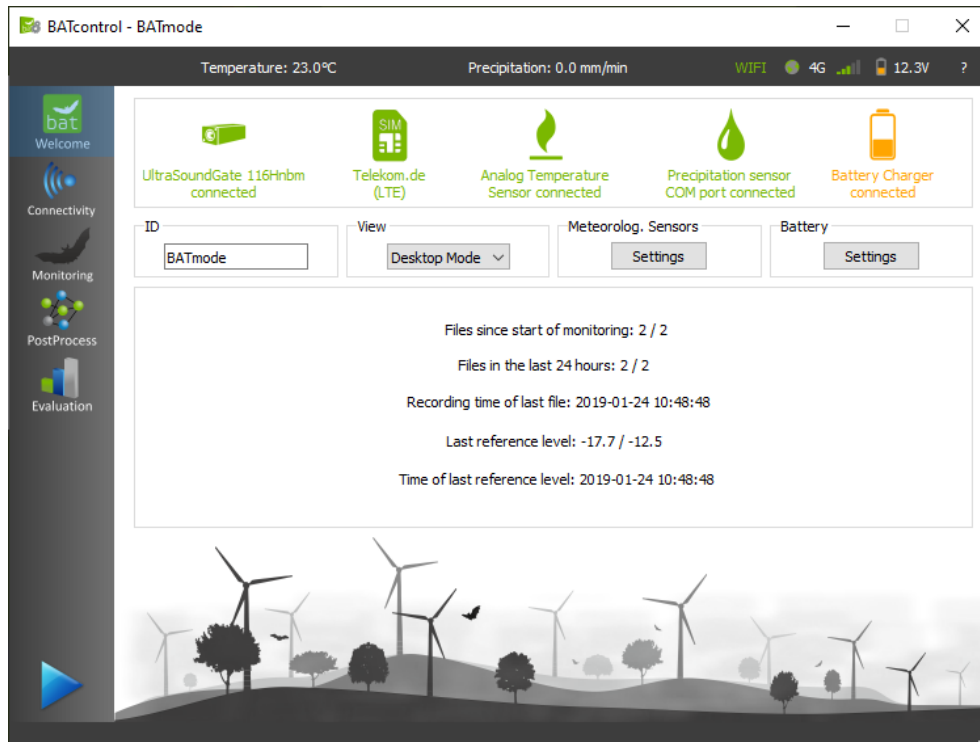 BATcontrol - BATmode
Temperature: 23.0°C
Precipitation: 0.0 mm/min
WIFI
4G
12.3V
?
bat
Welcome
Connectivity
Monitoring
PostProcess
Evaluation
UltraSoundGate 116Hnbm
connected
SIM
Telekom.de
(LTE)
Analog Temperature
Sensor connected
Precipitation sensor
COM port connected
Battery Charger
connected
ID
BATmode
View
Desktop Mode
Meteorolog. Sensors
Settings
Battery
Settings
Files since start of monitoring: 2 / 2
Files in the last 24 hours: 2 / 2
Recording time of last file: 2019-01-24 10:48:48
Last reference level: -17.7 / -12.5
Time of last reference level: 2019-01-24 10:48:48